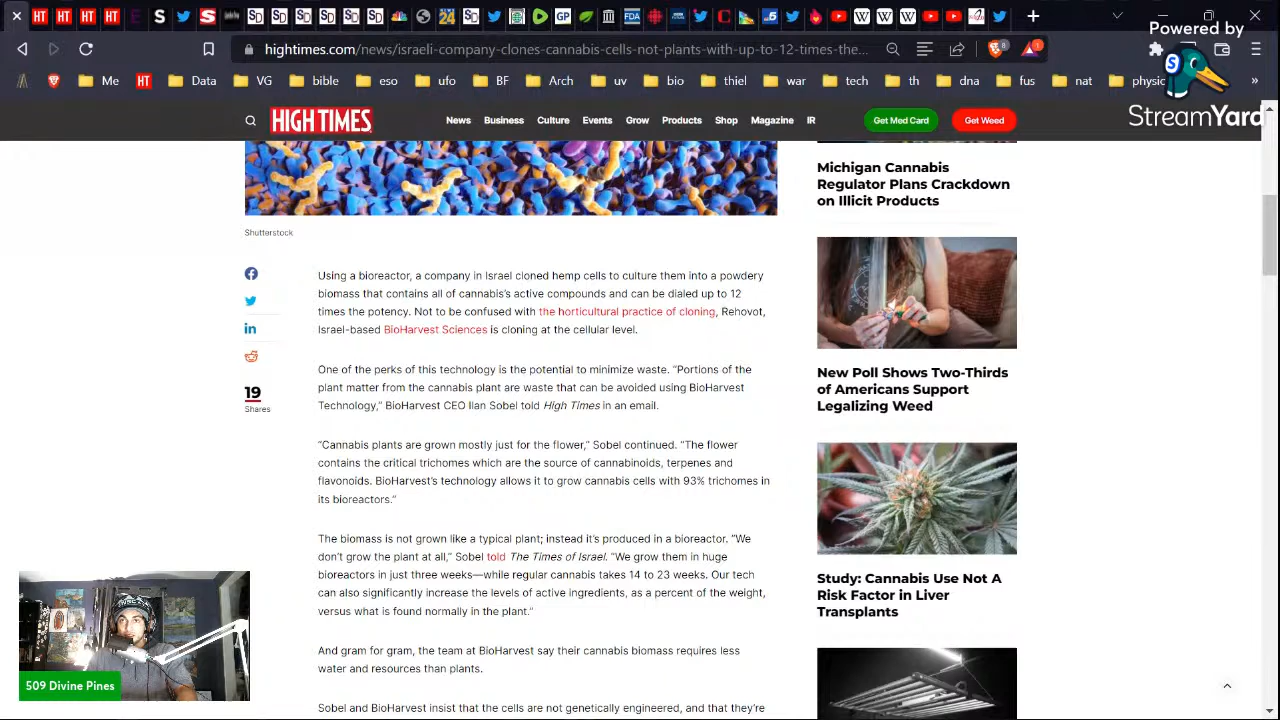 Powered by
StreamYard
hightimes.com/news/israeli-company-clones-cannabis-cells-not-plants-with-up-to-12-times-the...
8
1
HT
Me
HT
Data
VG
bible
eso
ufo
BF
Arch
uv
bio
thiel
war
tech
th
dna
fus
nat
physic
»
HIGH TIMES
News
Business
Culture
Events
Grow
Products
Shop
Magazine
IR
Get Med Card
Get Weed
Shutterstock
19
Shares
Using a bioreactor, a company in Israel cloned hemp cells to culture them into a powdery
biomass that contains all of cannabis's active compounds and can be dialed up to 12
times the potency. Not to be confused with the horticultural practice of cloning, Rehovot,
Israel-based BioHarvest Sciences is cloning at the cellular level.
One of the perks of this technology is the potential to minimize waste. “Portions of the
plant matter from the cannabis plant are waste that can be avoided using BioHarvest
Technology,” BioHarvest CEO Ilan Sobel told High Times in an email.
“Cannabis plants are grown mostly just for the flower,” Sobel continued. “The flower
contains the critical trichomes which are the source of cannabinoids, terpenes and
flavonoids. BioHarvest's technology allows it to grow cannabis cells with 93% trichomes in
its bioreactors.”
The biomass is not grown like a typical plant; instead it's produced in a bioreactor. “We
don't grow the plant at all,” Sobel told The Times of Israel. “We grow them in huge
bioreactors in just three weeks—while regular cannabis takes 14 to 23 weeks. Our tech
can also significantly increase the levels of active ingredients, as a percent of the weight,
versus what is found normally in the plant.”
And gram for gram, the team at BioHarvest say their cannabis biomass requires less
water and resources than plants.
Sobel and BioHarvest insist that the cells are not genetically engineered, and that they're
Michigan Cannabis
Regulator Plans Crackdown
on Illicit Products
New Poll Shows Two-Thirds
of Americans Support
Legalizing Weed
Study: Cannabis Use Not A
Risk Factor in Liver
Transplants
509 Divine Pines